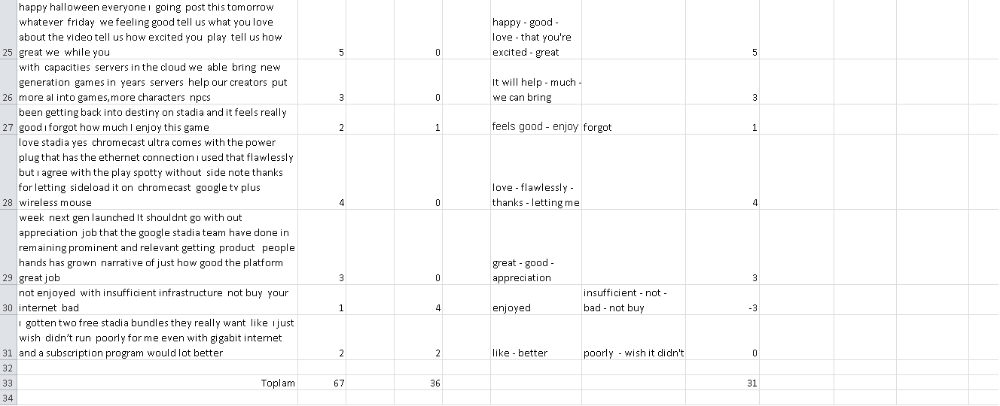 happy halloween everyone ı going post this tomorrow
whatever friday we feeling good tell us what you love
about the video tell us how excited you play tell us how
great we while you
happy - good -
love - that you're
excited - great
25 5 0 5
with capacities servers in the cloud we able bring new
generation games in years servers help our creators put
more al into games,more characters npcs
It will help - much -
we can bring
26 3 0 3
been getting back into destiny on stadia and it feels really
good ı forgot how much I enjoy this game
27 2 1 feels good - enjoy forgot 1
love stadia yes chromecast ultra comes with the power
plug that has the ethernet connection ı used that flawlessly
but ı agree with the play spotty without side note thanks
for letting sideload it on chromecast google tv plus
wireless mouse
love - flawlessly -
thanks - letting me
28 4 0 4
week next gen launched It shouldnt go with out
appreciation job that the google stadia team have done in
remaining prominent and relevant getting product people
hands has grown narrative of just how good the platform
great job
great - good -
appreciation
29 3 0 3
not enjoyed with insufficient infrastructure not buy your
internet bad
insufficient - not -
bad - not buy
30 1 4 enjoyed -3
ı gotten two free stadia bundles they really want like ı just
wish didn't run poorly for me even with gigabit internet
and a subscription program would lot better
31 2 2 like - better poorly - wish it didn't 0
32
33 Toplam 67 36 31
34